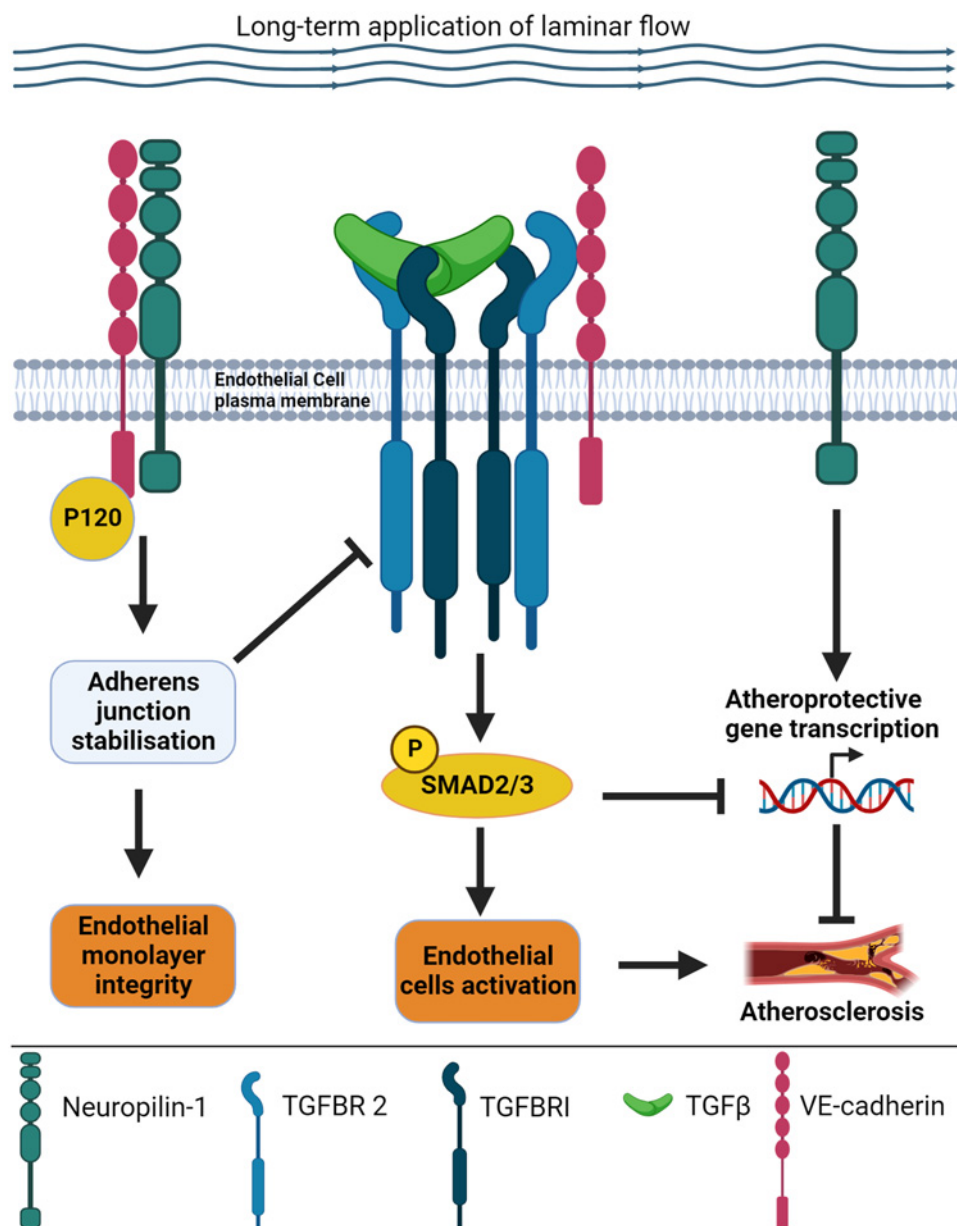 Long-term application of laminar flow
Endothelial Cell
plasma membrane
P120
Adherens
junction
stabilisation
Atheroprotective
gene transcription
P
SMAD2/3
Endothelial
monolayer
integrity
Endothelial
cells activation
Atherosclerosis
Neuropilin-1
TGFBR 2
TGFBRI
TGFβ
VE-cadherin